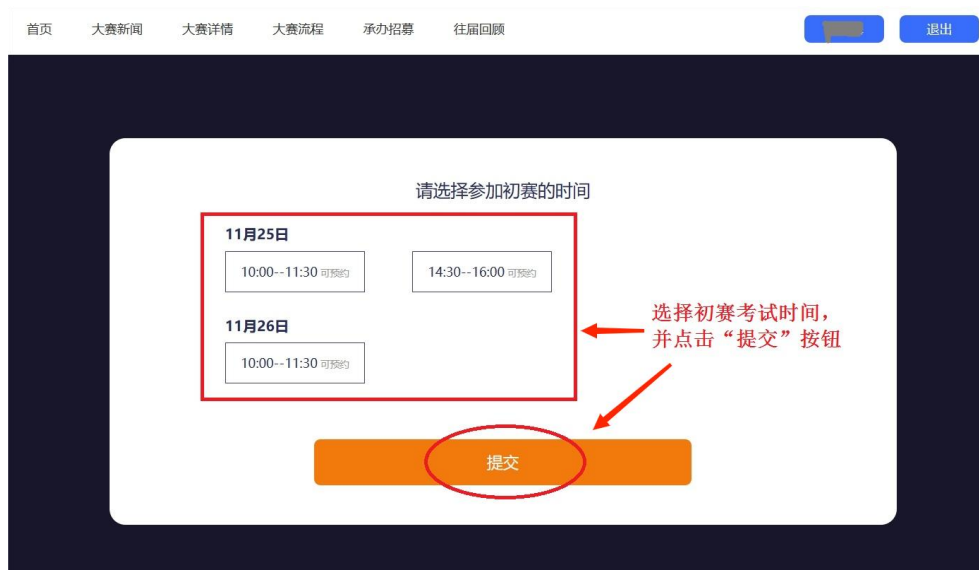 首页 大赛新闻 大赛详情 大赛流程 承办招募 往届回顾 退出
请选择参加初赛的时间
11月25日
10:00--11:30 可预约 14:30--16:00 可预约
11月26日
10:00--11:30 可预约
选择初赛考试时间，
并点击“提交”按钮
提交